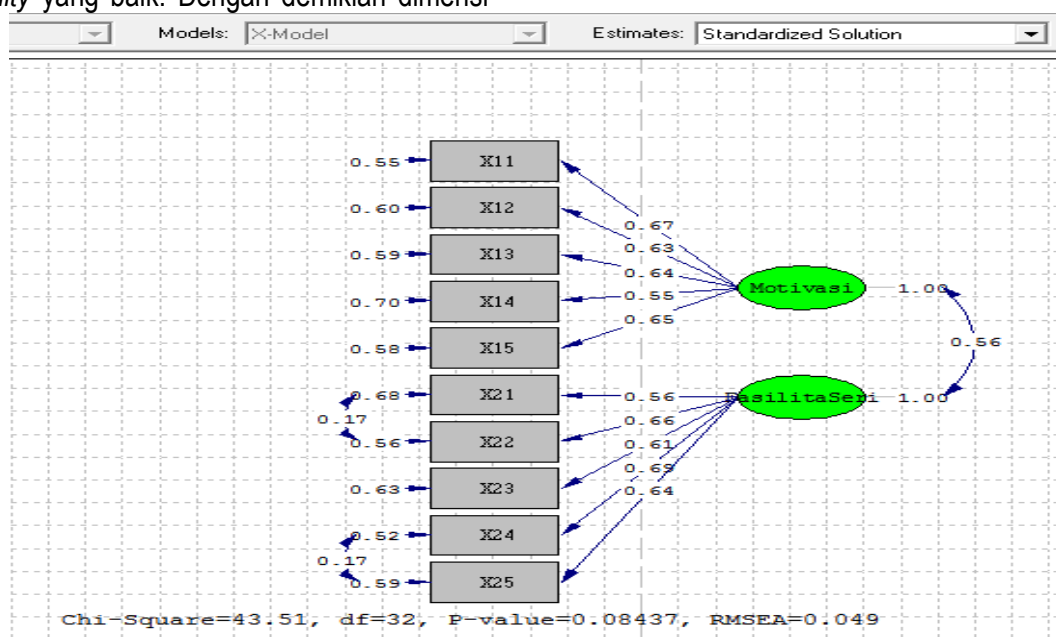 lity yang baik. Dengan demikian dimensi
Models: X-Model Estimates: Standardized Solution
0.55 X11
0.67
0.60 X12
0.63
0.59 X13
0.64
Motivasi 1.00
0.70 X14 0.55
0.65
0.58 X15
0.56
0.68 X21 0.56 FasilitaSeri 1.00
0.17
0.66
0.56 X22
0.61
0.69
0.63 X23 0.64
0.52 X24
0.17
0.59 X25
Chi-Square=43.51, df=32, P-value=0.08437, RMSEA=0.049